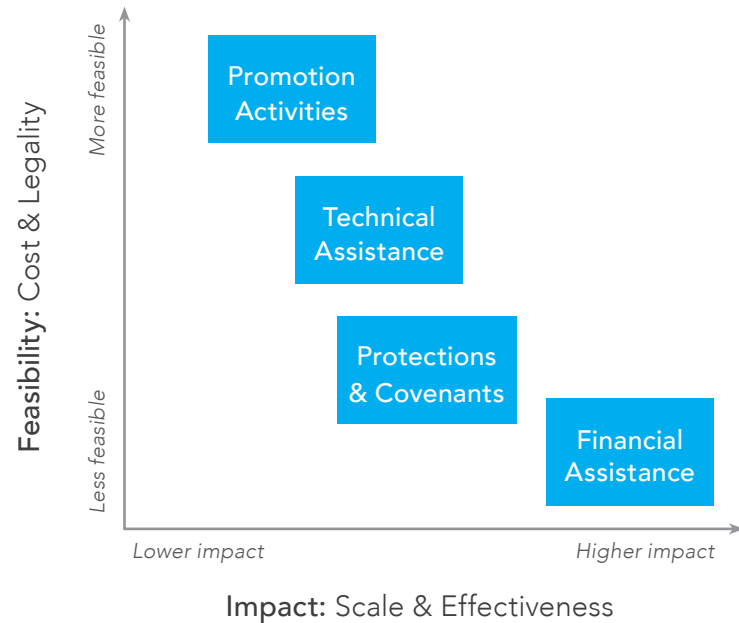 Feasibility: Cost & Legality
More feasible
Less feasible
Promotion
Activities
Technical
Assistance
Protections
& Covenants
Financial
Assistance
Lower impact
Higher impact
Impact: Scale & Effectiveness